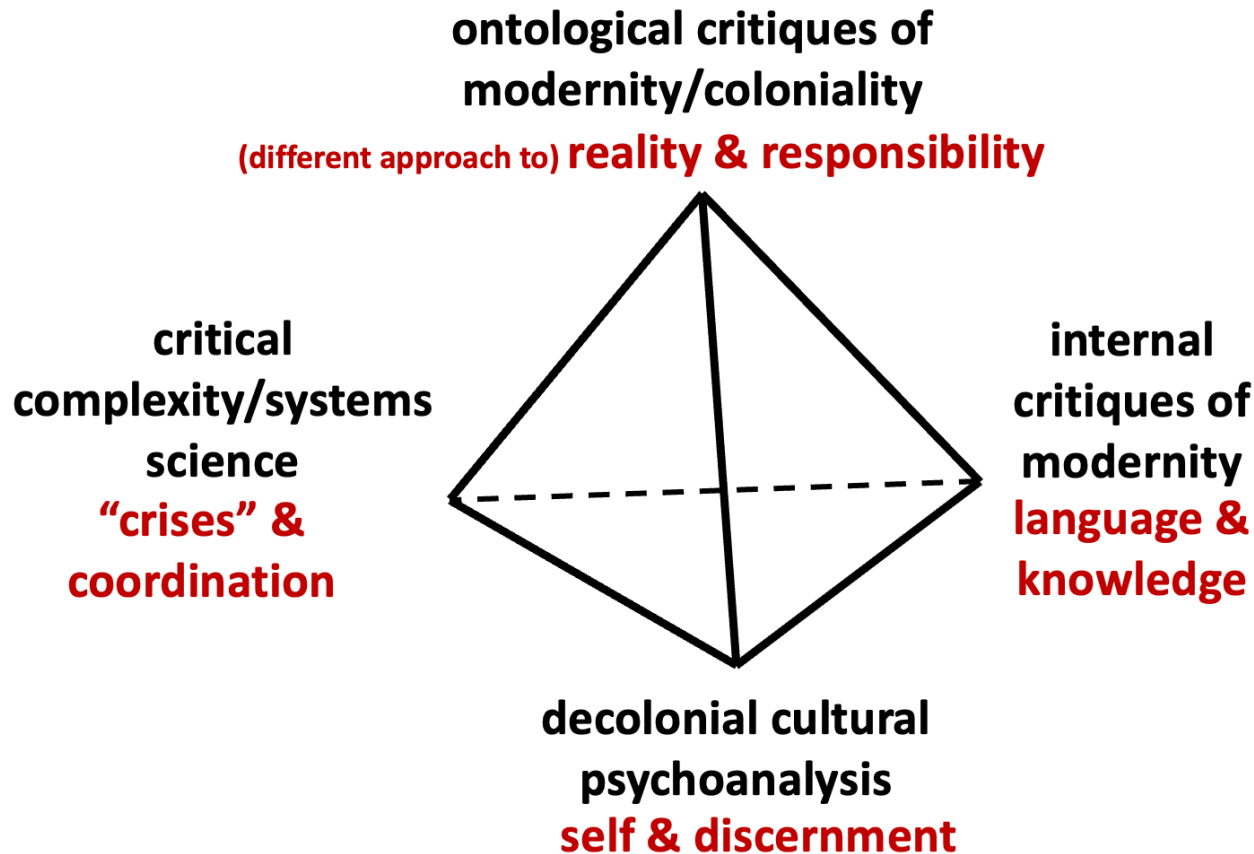 ontological critiques of
modernity/coloniality
(different approach to) reality & responsibility
critical
complexity/systems
science
“crises” &
coordination
internal
critiques of
modernity
language &
knowledge
decolonial cultural
psychoanalysis
self & discernment